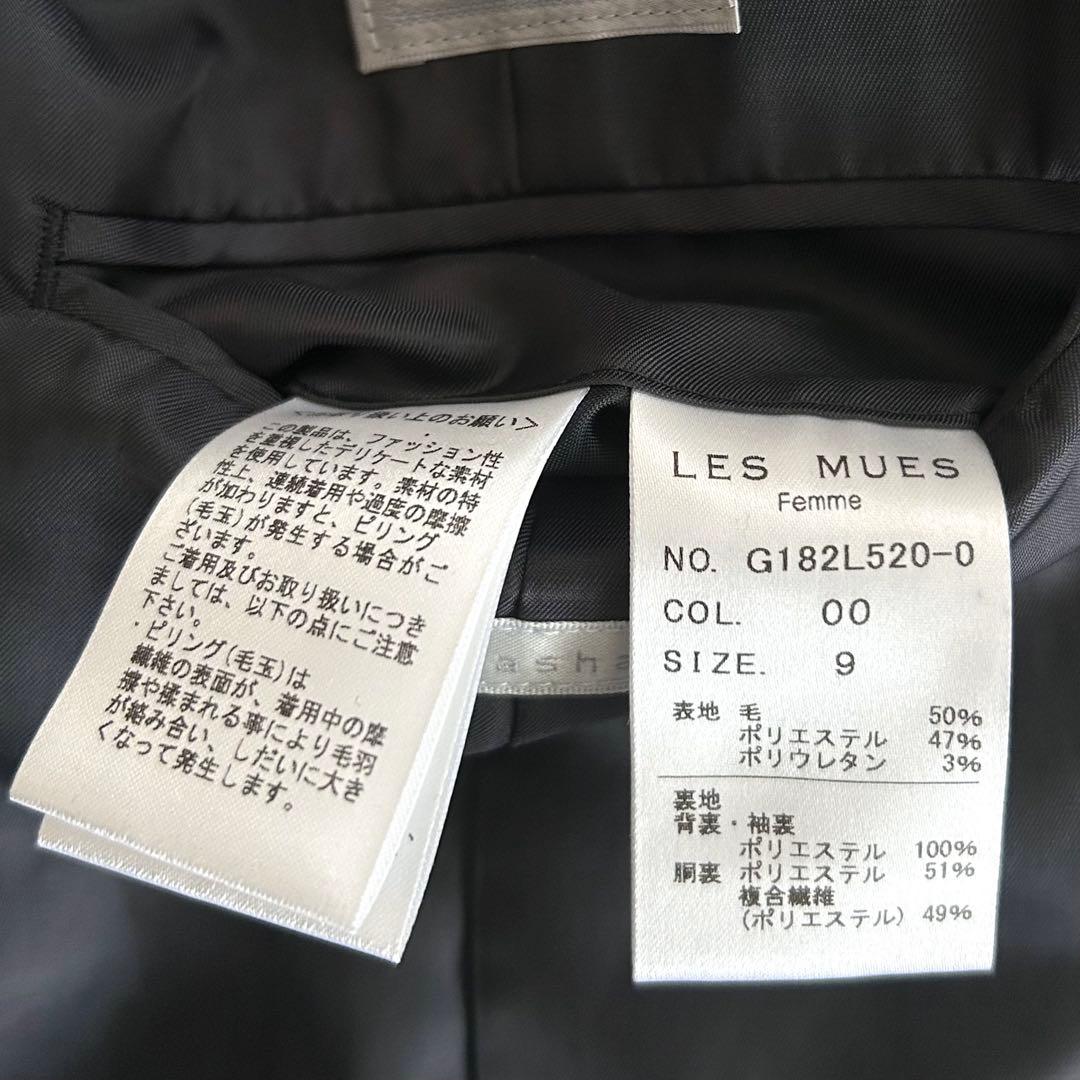 扱い上のお願い>
この製品は、ファッション性
を重視したデリケートな素材
を使用しています。素材の特
性上、連続着用や過度の摩擦
が加わりますと、ピリング
(毛玉)が発生する場合がご
ざいます。
ご着用及びお取り扱いにつき
ましては、以下の点にご注意
下さい。
・ピリング(毛玉)は
繊維の表面が、着用中の摩
擦や揉まれる事により毛羽
が絡み合い、しだいに大き
くなって発生します。
asha
LES MUES
Femme
NO. G182L520-0
COL. 00
SIZE. 9
表地 毛 50%
ポリエステル 47%
ポリウレタン 3%
裏地
背裏・袖裏
ポリエステル 100%
胴裏 ポリエステル 51%
複合繊維
(ポリエステル) 49%